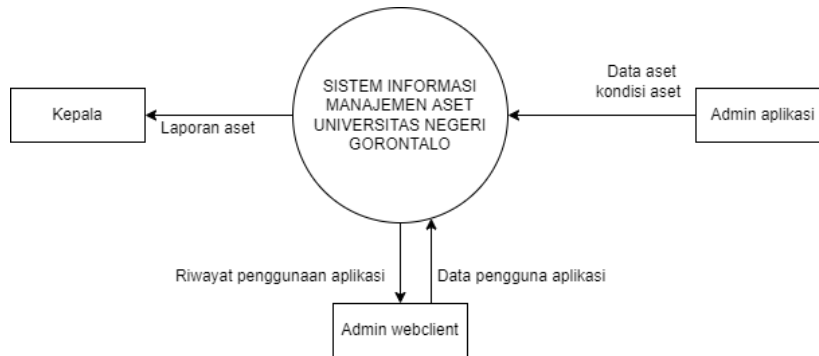 SISTEM INFORMASI
MANAJEMEN ASET
UNIVERSITAS NEGERI
GORONTALO
Kepala
Laporan aset
Data aset
kondisi aset
Admin aplikasi
Riwayat penggunaan aplikasi
Data pengguna aplikasi
Admin webclient